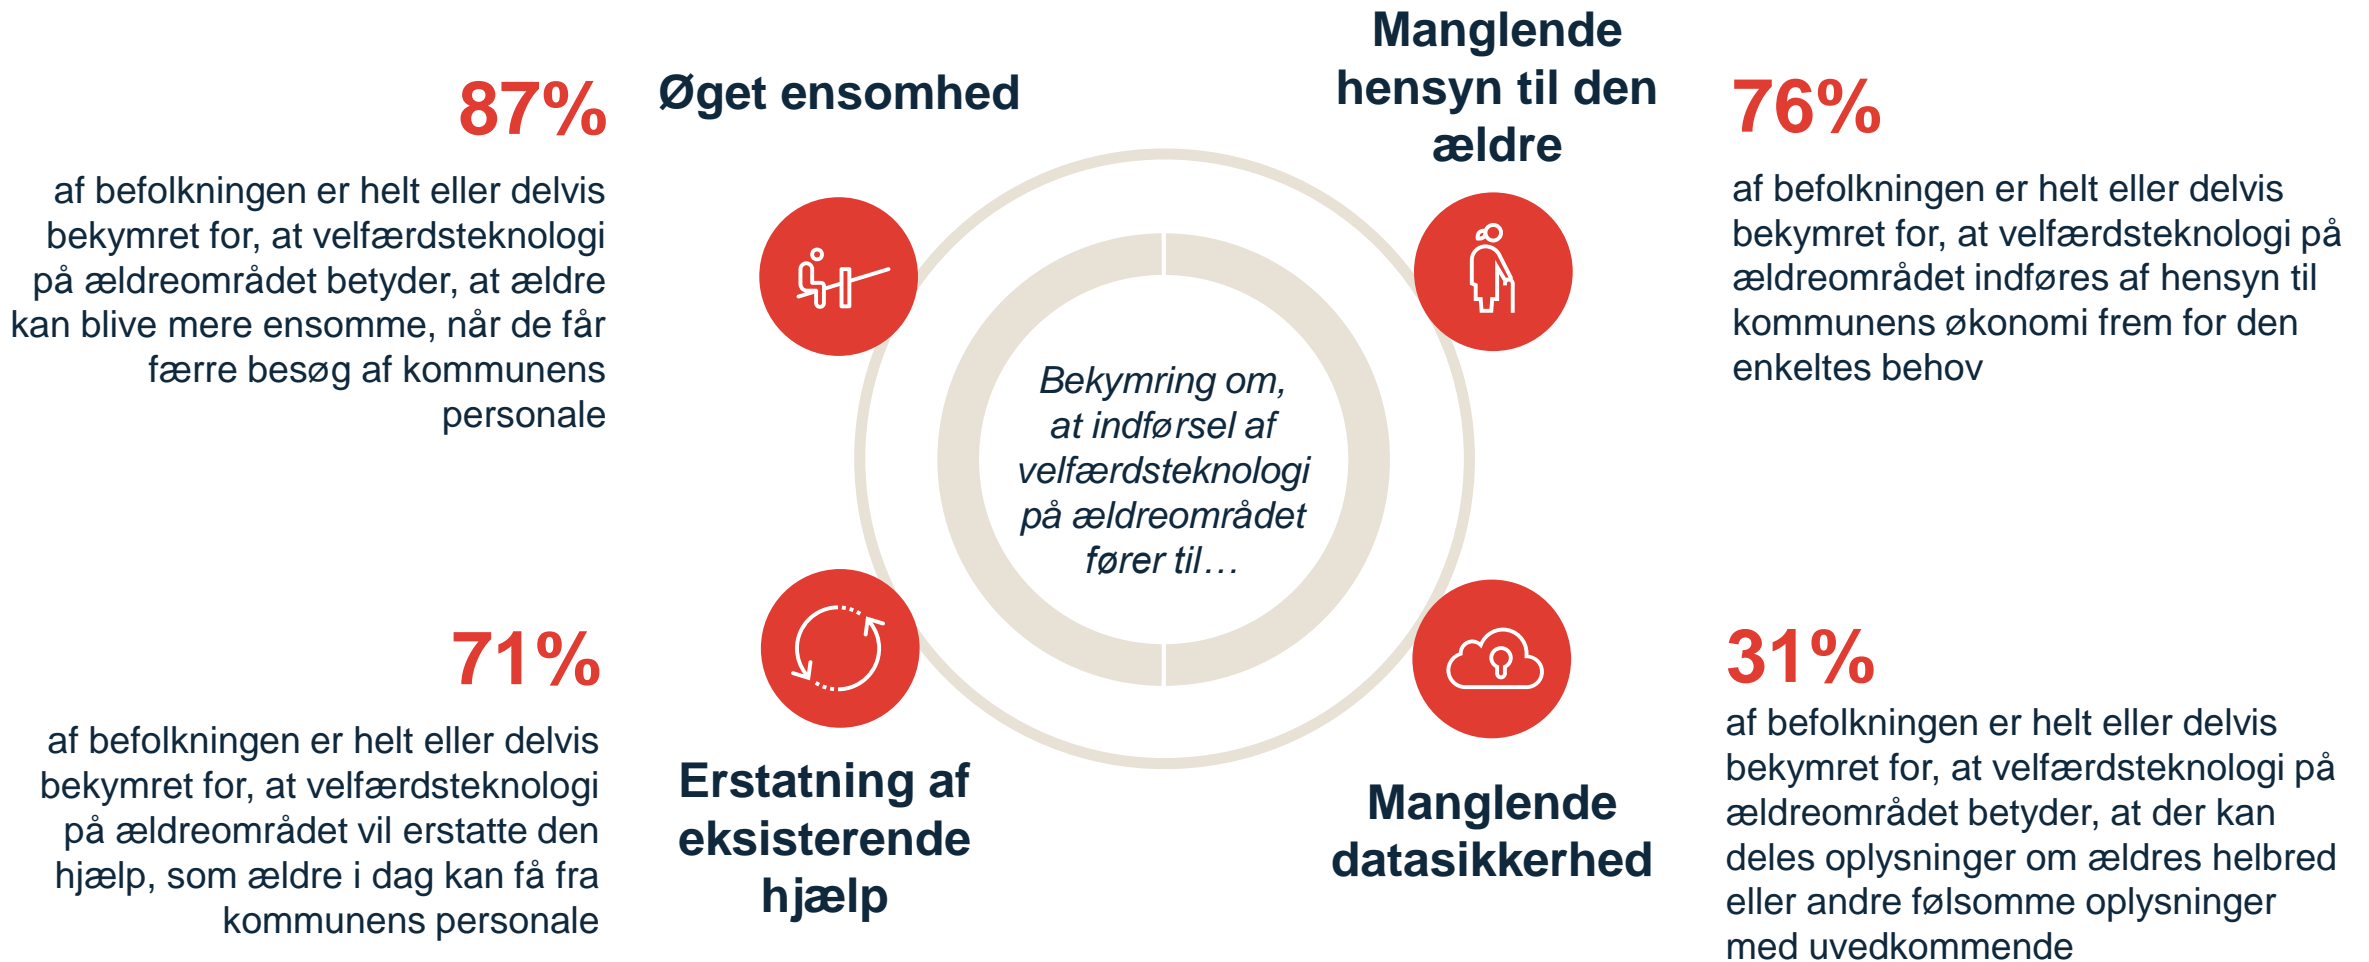 87%
Øget ensomhed
af befolkningen er helt eller delvis
bekymret for, at velfærdsteknologi
på ældreområdet betyder, at ældre
kan blive mere ensomme, når de får
færre besøg af kommunens
personale
Manglende
hensyn til den
ældre
76%
af befolkningen er helt eller delvis
bekymret for, at velfærdsteknologi på
ældreområdet indføres af hensyn til
kommunens økonomi frem for den
enkeltes behov
Bekymring om,
at indførsel af
velfærdsteknologi
på ældreområdet
fører til…
71%
af befolkningen er helt eller delvis
bekymret for, at velfærdsteknologi
på ældreområdet vil erstatte den
hjælp, som ældre i dag kan få fra
kommunens personale
Erstatning af
eksisterende
hjælp
Manglende
datasikkerhed
31%
af befolkningen er helt eller delvis
bekymret for, at velfærdsteknologi på
ældreområdet betyder, at der kan
deles oplysninger om ældres helbred
eller andre følsomme oplysninger
med uvedkommende